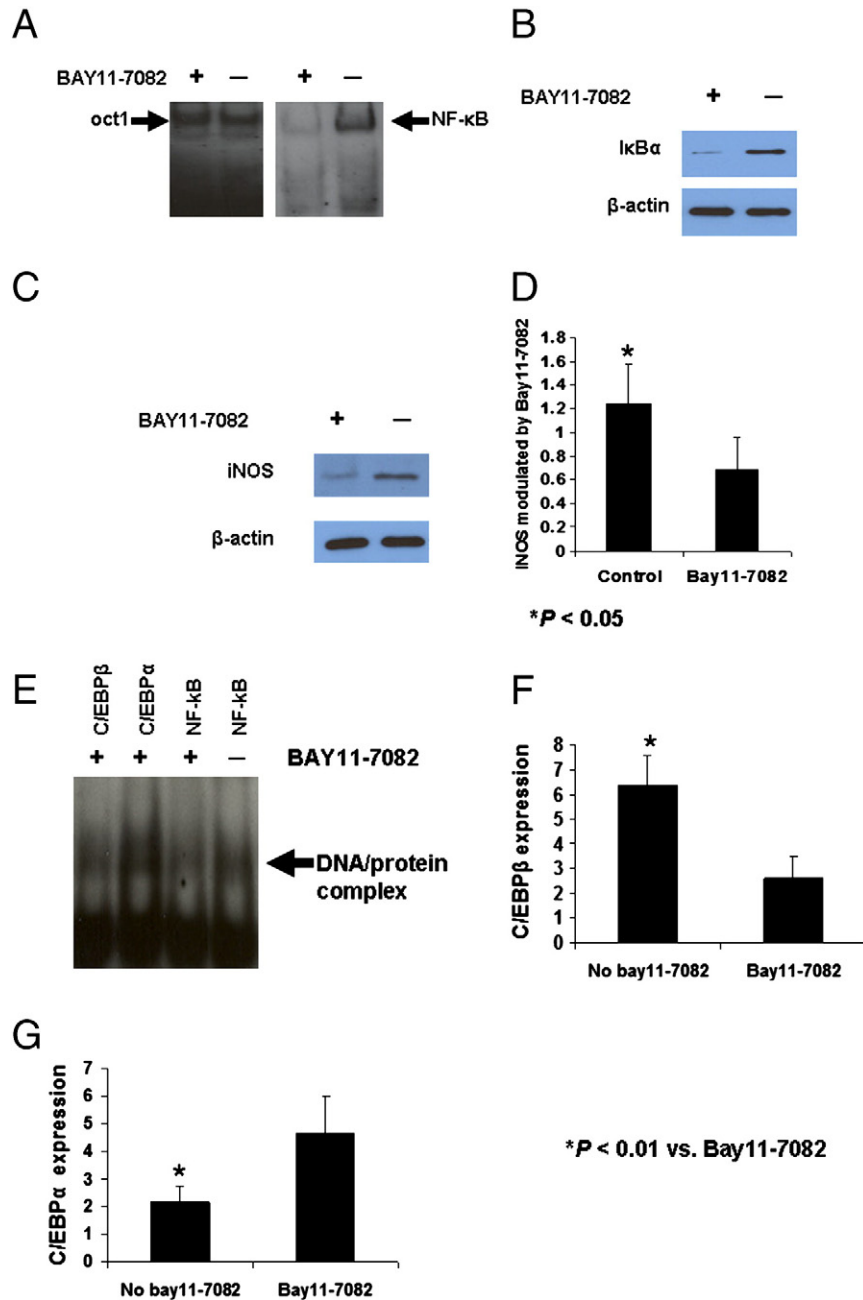 A
BAY11-7082 + —
+ —
oct1
NF-κB
B
BAY11-7082 + —
IκBα
β-actin
C
BAY11-7082 + —
iNOS
β-actin
D
INOS modulated by Bay11-7082
1.8
1.6
1.4
1.2
1
0.8
0.6
0.4
0.2
0
*
Control Bay11-7082
*P < 0.05
E
C/EBPβ C/EBPα NF-kB NF-kB
+ + + — BAY11-7082
DNA/protein
complex
F
C/EBPβ expression
8
7
6
5
4
3
2
1
0
*
No bay11-7082 Bay11-7082
G
C/EBPα expression
7
6
5
4
3
2
1
0
*
No bay11-7082 Bay11-7082
*P < 0.01 vs. Bay11-7082